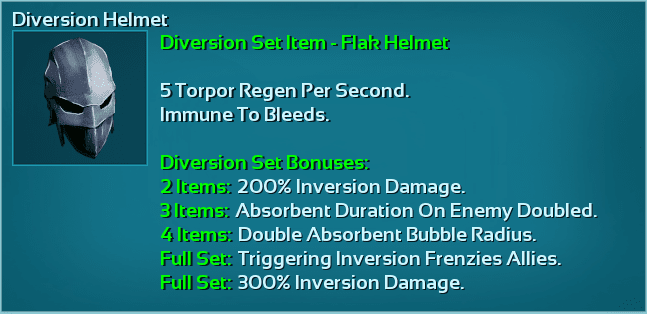 Diversion Helmet
Diversion Set Item - Flak Helmet
5 Torpor Regen Per Second.
Immune To Bleeds.
Diversion Set Bonuses:
2 Items: 200% Inversion Damage.
3 Items: Absorbent Duration On Enemy Doubled.
4 Items: Double Absorbent Bubble Radius.
Full Set: Triggering Inversion Frenzies Allies.
Full Set: 300% Inversion Damage.